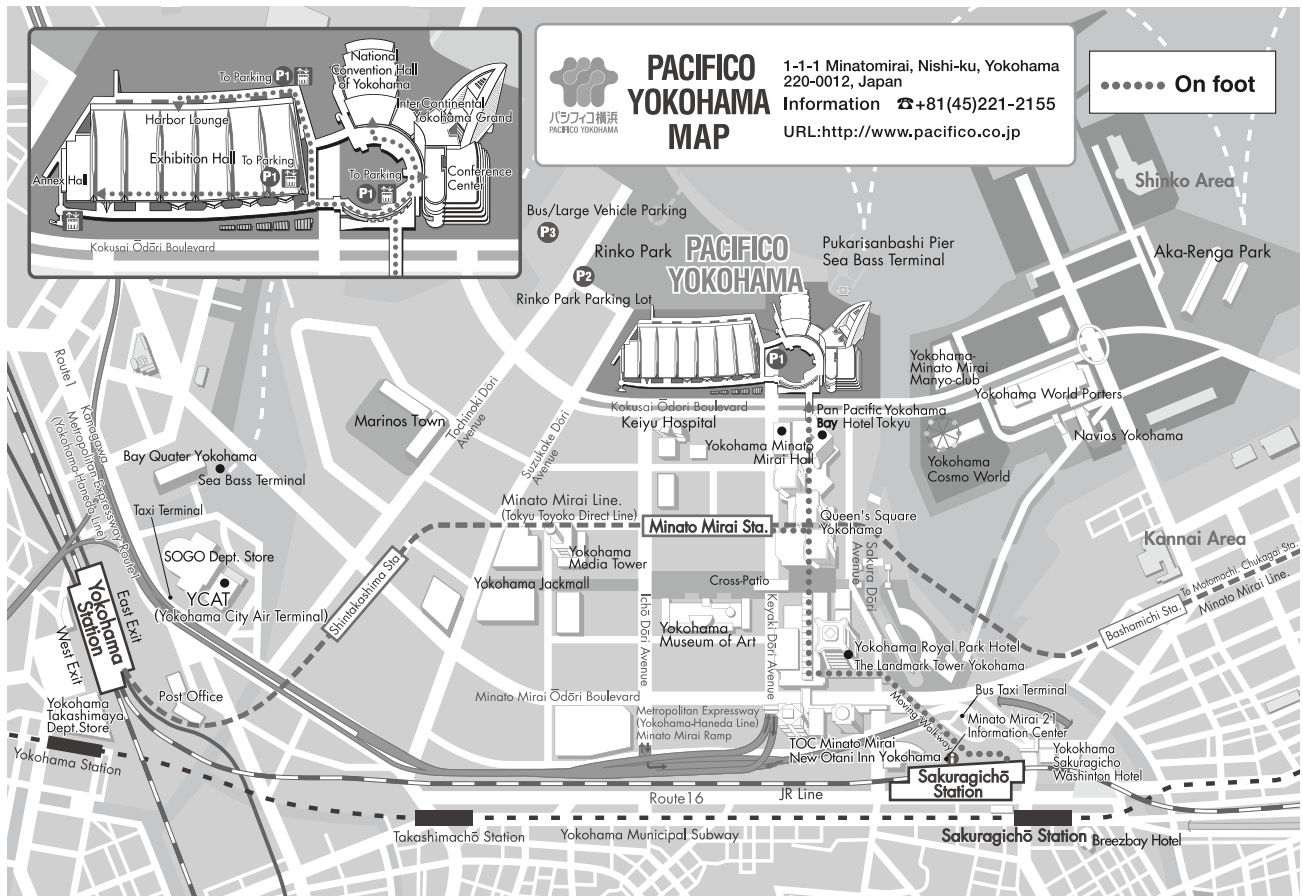 National
Convention Hall
of Yokohama
To Parking P1
InterContinental
Yokohama Grand
Harbor Lounge
Exhibition Hall
To Parking
P1
To Parking
P1
Annex Hall
Conference
Center
Kokusai Ōdōri Boulevard
パシフィコ横浜
PACIFICO YOKOHAMA
PACIFICO
YOKOHAMA
MAP
1-1-1 Minatomirai, Nishi-ku, Yokohama
220-0012, Japan
Information ☎+81(45)221-2155
URL:http://www.pacifico.co.jp
On foot
Shinko Area
Bus/Large Vehicle Parking
P3
Rinko Park
P2
Rinko Park Parking Lot
PACIFICO
YOKOHAMA
Pukarisanbashi Pier
Sea Bass Terminal
Aka-Renga Park
P1
Yokohama-
Minato Mirai
Manyo-club
Yokohama World Porters
Navios Yokohama
Yokohama
Cosmo World
Kokusai Ōdori Boulevard
Keiyu Hospital
Pan Pacific Yokohama
Bay Hotel Tokyu
Yokohama Minato
Mirai Hall
Route1
Kanagawa
Metropolitan Expressway Route1
(Yokohama-Haneda Line)
Marinos Town
Tochinoki Dōri
Avenue
Suzukake Dōri
Avenue
Bay Quater Yokohama
Sea Bass Terminal
Taxi Terminal
SOGO Dept. Store
YCAT
(Yokohama City Air Terminal)
Minato Mirai Line.
(Tokyu Toyoko Direct Line)
Minato Mirai Sta.
Queen's Square
Yokohama
Kannai Area
Yokohama
Media Tower
Yokohama Jackmall
Cross-Patio
Sakura Dōri
Avenue
To Motomachi, Chukagai Sta.
Minato Mirai Line.
Bashamichi Sta.
Shintakashima Sta.
Yokohama
Station
East Exit
West Exit
Ichō Dōri Avenue
Keyaki Dōri Avenue
Yokohama
Museum of Art
Yokohama Royal Park Hotel
The Landmark Tower Yokohama
Post Office
Minato Mirai Ōdōri Boulevard
Bus Taxi Terminal
Moving Walkway
Yokohama
Takashimaya
Dept.Store
Metropolitan Expressway
(Yokohama-Haneda Line)
Minato Mirai Ramp
Minato Mirai 21
Information Center
TOC Minato Mirai
New Otani Inn Yokohama
i
Yokokhama
Sakuragicho
Washinton Hotel
Yokohama Station
Sakuragichō
Station
Route16
JR Line
Takashimachō Station
Yokohama Municipal Subway
Sakuragichō Station
Breezbay Hotel